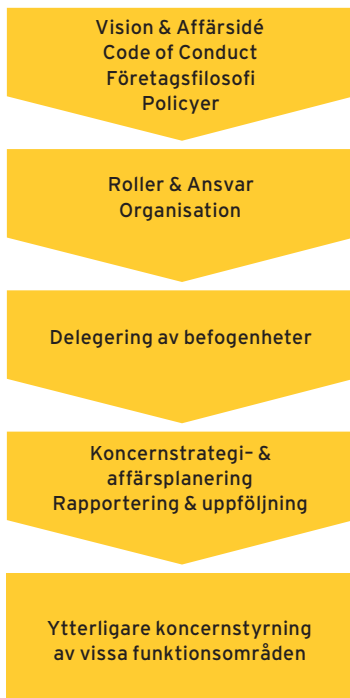 Vision & Affärsidé
Code of Conduct
Företagsfilosofi
Policyer
Roller & Ansvar
Organisation
Delegering av befogenheter
Koncernstrategi– &
affärsplanering
Rapportering & uppföljning
Ytterligare koncernstyrning
av vissa funktionsområden